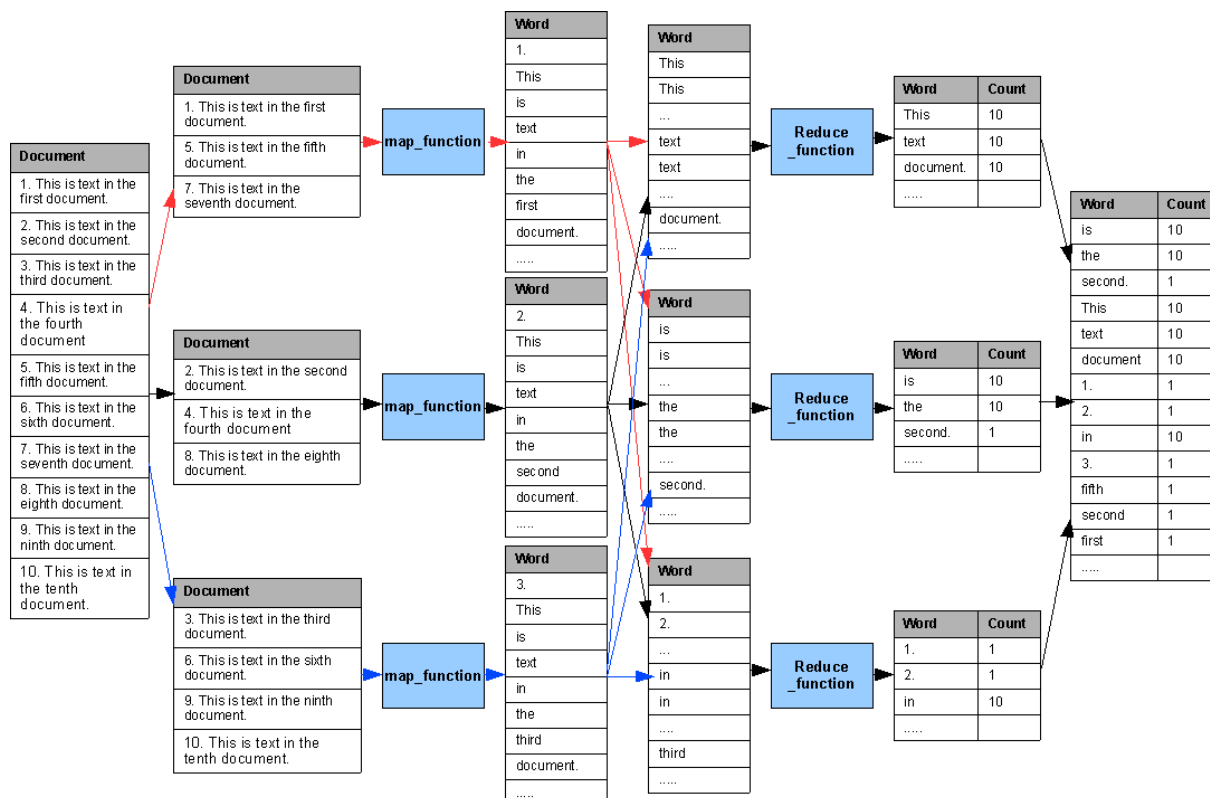 Document
1. This is text in the
first document.
2. This is text in the
second document.
3. This is text in the
third document.
4. This is text in
the fourth
document
5. This is text in the
fifth document.
6. This is text in the
sixth document.
7. This is text in the
seventh document.
8. This is text in the
eighth document.
9. This is text in the
ninth document.
10. This is text in
the tenth
document.
Document
1. This is text in the first
document.
5. This is text in the fifth
document.
7. This is text in the
seventh document.
Document
2. This is text in the second
document.
4. This is text in the
fourth document
8. This is text in the eighth
document.
Document
3. This is text in the third
document.
6. This is text in the sixth
document.
9. This is text in the ninth
document.
10. This is text in the
tenth document.
map_function
map_function
map_function
Word
1.
This
is
text
in
the
first
document.
.....
Word
2.
This
is
text
in
the
second
document.
.....
Word
3.
This
is
text
in
the
third
document.
.....
Word
This
This
...
text
text
....
document.
.....
Word
is
is
...
the
the
....
second.
.....
Word
1.
2.
...
in
in
....
third
.....
Reduce
_function
Reduce
_function
Reduce
_function
Word Count
This 10
text 10
document. 10
.....
Word Count
is 10
the 10
second. 1
.....
Word Count
1. 1
2. 1
in 10
.....
Word Count
is 10
the 10
second. 1
This 10
text 10
document 10
1. 1
2. 1
in 10
3. 1
fifth 1
second 1
first 1
.....